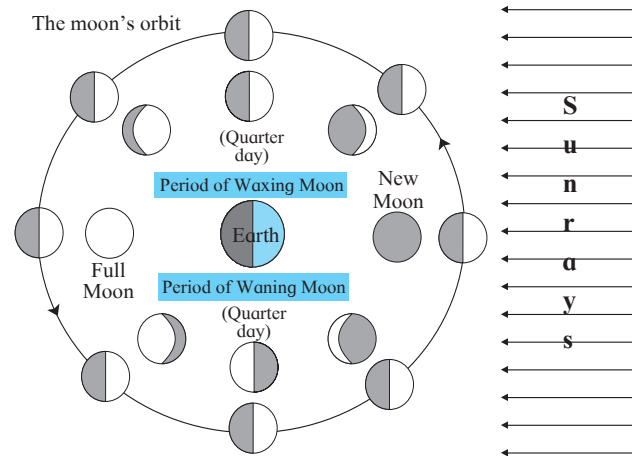 The moon's orbit
(Quarter
day)
Period of Waxing Moon
New
Moon
Earth
Full
Moon
Period of Waning Moon
(Quarter
day)
S
u
n
r
a
y
s